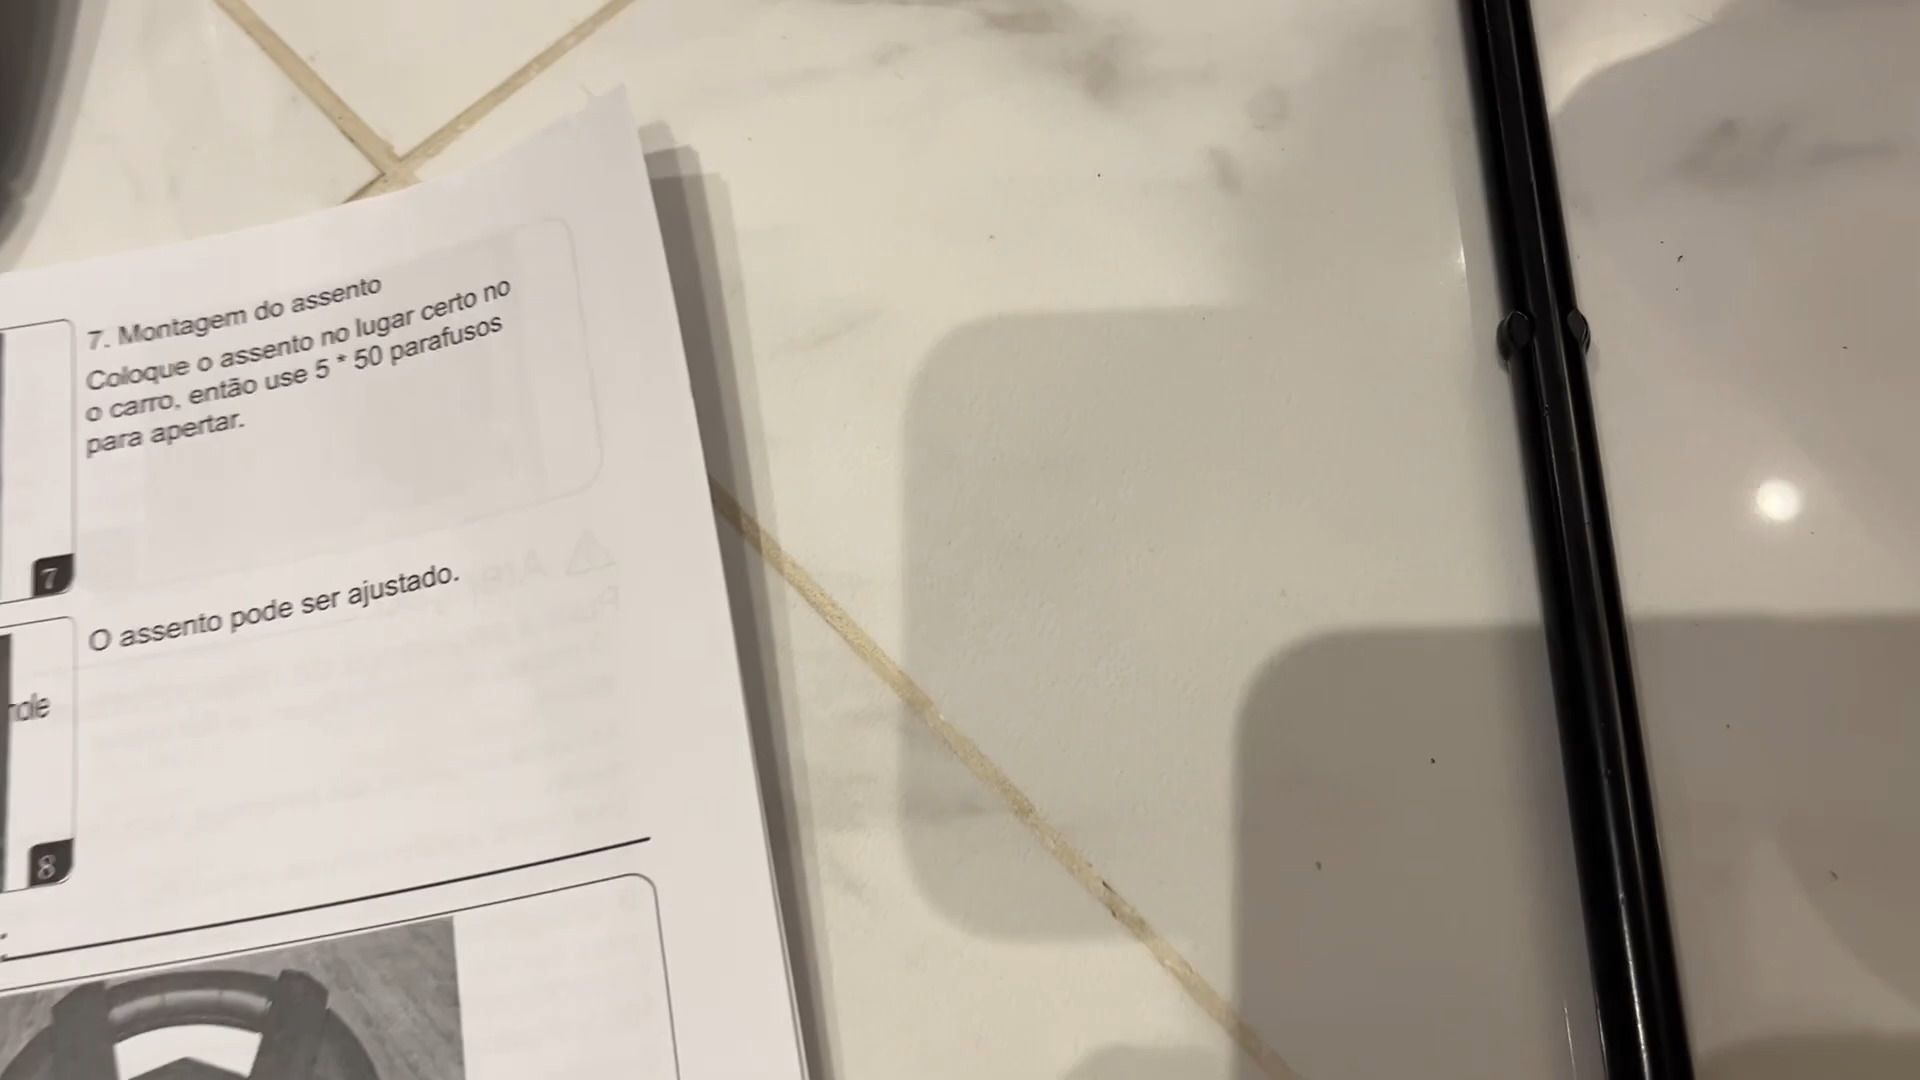 7. Montagem do assento
Coloque o assento no lugar certo no
o carro, então use 5 * 50 parafusos
para apertar.
7
O assento pode ser ajustado.
8